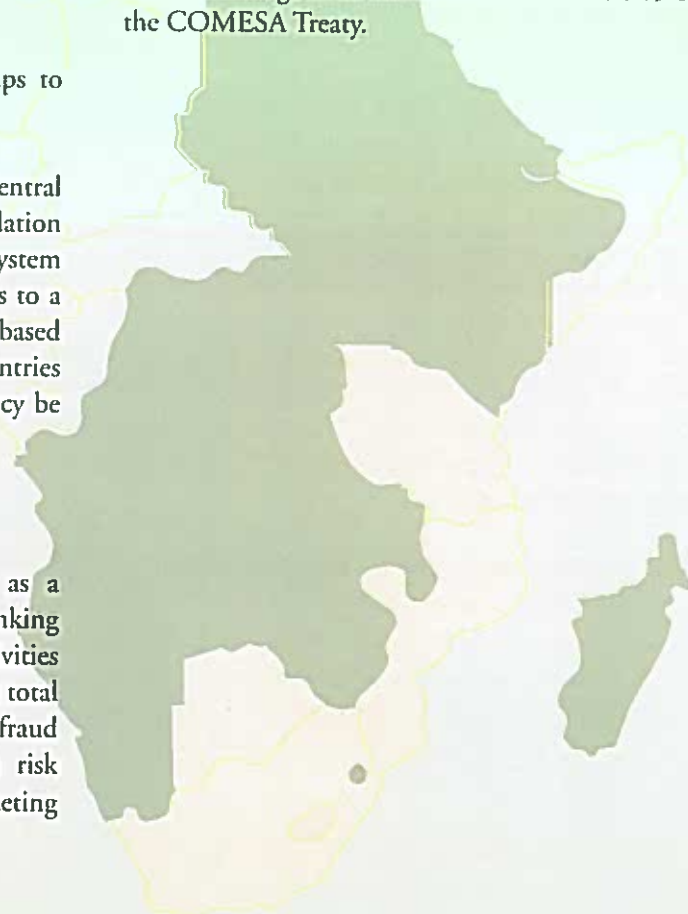 the COMESA Treaty.
ps to
entral
lation
ystem
s to a
based
ntries
cy be
as a
nking
vities
total
fraud
risk
eting